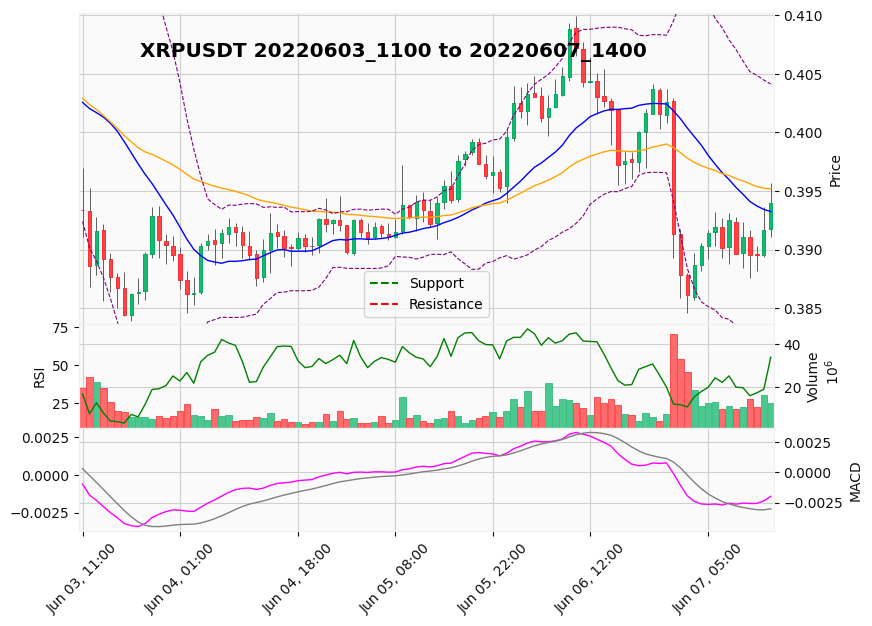 XRPUSDT 20220603_1100 to 20220607_1400
0.410
0.405
0.400
0.395
0.390
0.385
Price
Support
Resistance
75
50
25
RSI
40
20
Volume
10^6
0.0025
0.0000
−0.0025
0.0025
0.0000
−0.0025
MACD
Jun 03, 11:00
Jun 04, 01:00
Jun 04, 18:00
Jun 05, 08:00
Jun 05, 22:00
Jun 06, 12:00
Jun 07, 05:00